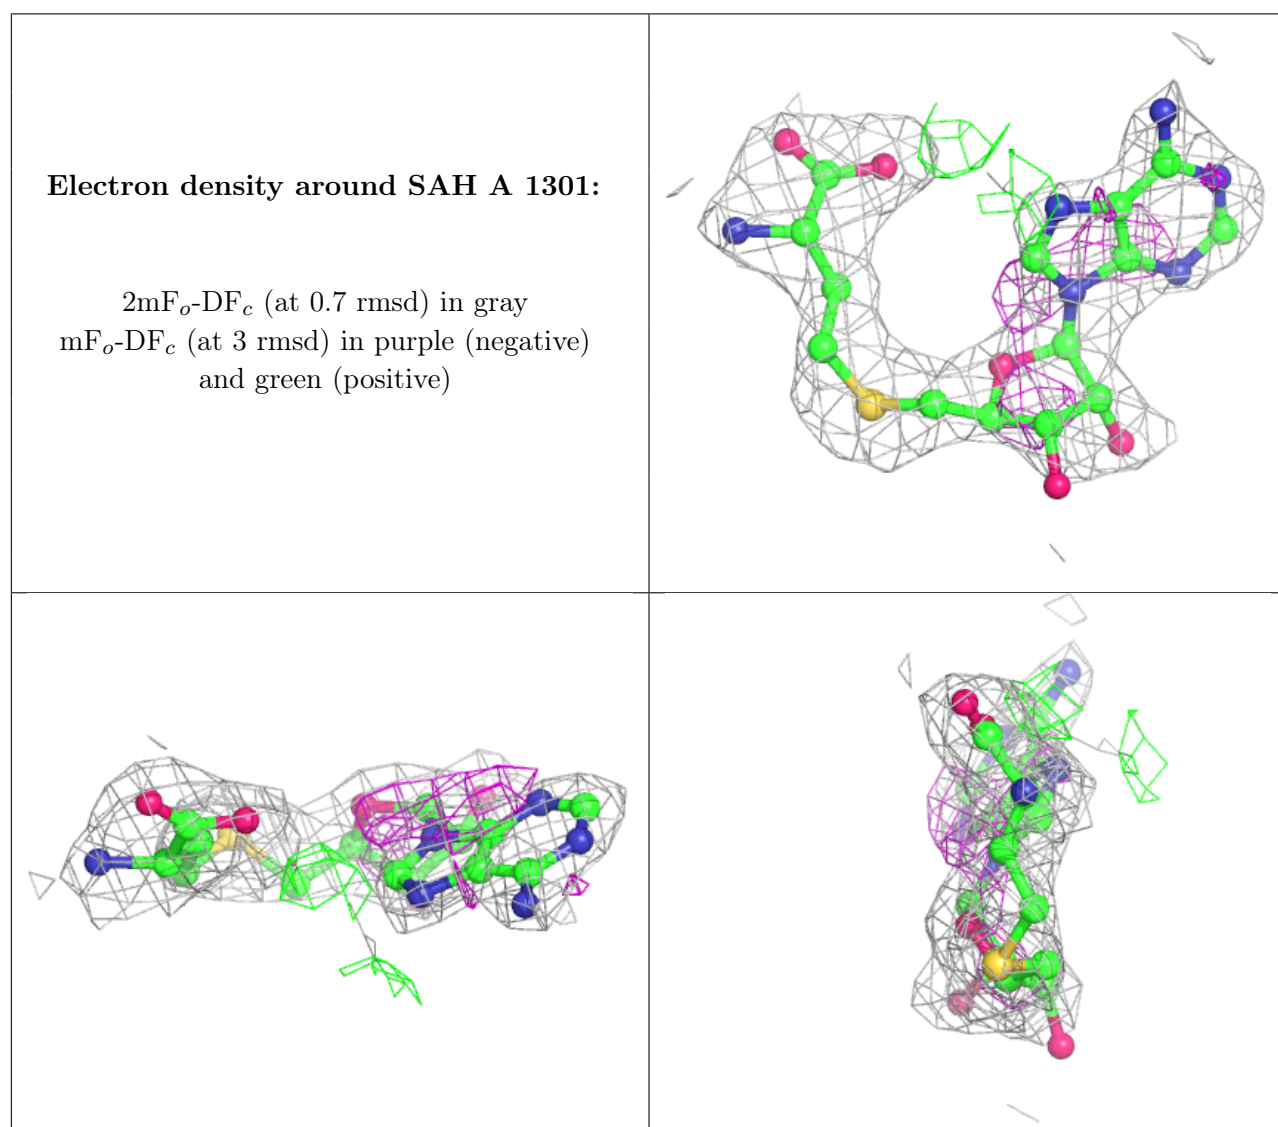 Electron density around SAH A 1301:
2mFₒ-DF𝒸 (at 0.7 rmsd) in gray
mFₒ-DF𝒸 (at 3 rmsd) in purple (negative)
and green (positive)